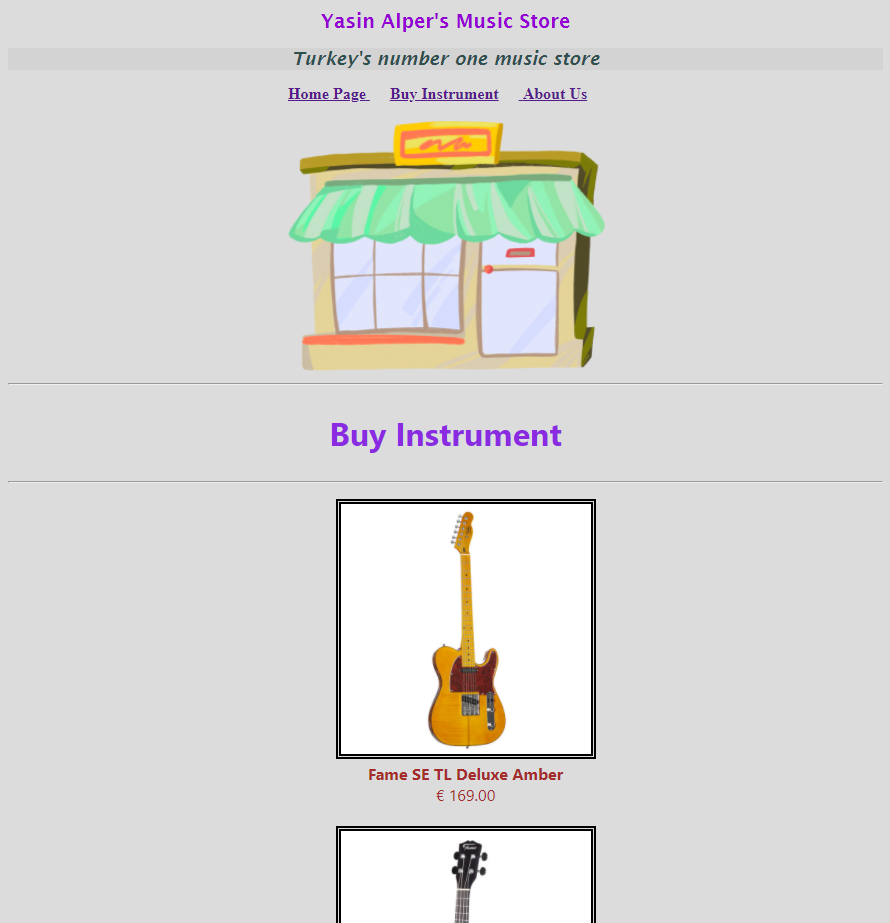 Yasin Alper's Music Store
Turkey's number one music store
Home Page Buy Instrument About Us
Buy Instrument
Fame SE TL Deluxe Amber
€ 169.00